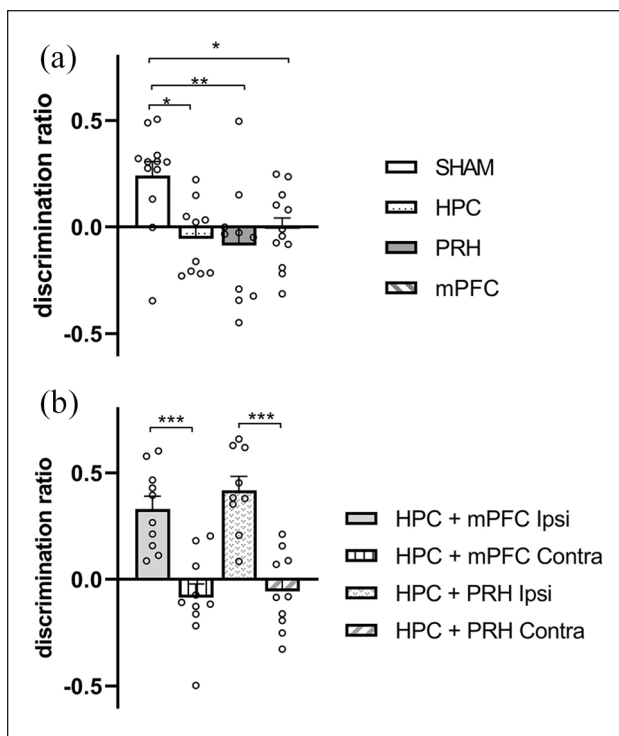 (a)
*
**
*
0.5
0.0
-0.5
discrimination ratio
SHAM
HPC
PRH
mPFC
(b)
***
***
0.5
0.0
-0.5
discrimination ratio
HPC + mPFC Ipsi
HPC + mPFC Contra
HPC + PRH Ipsi
HPC + PRH Contra